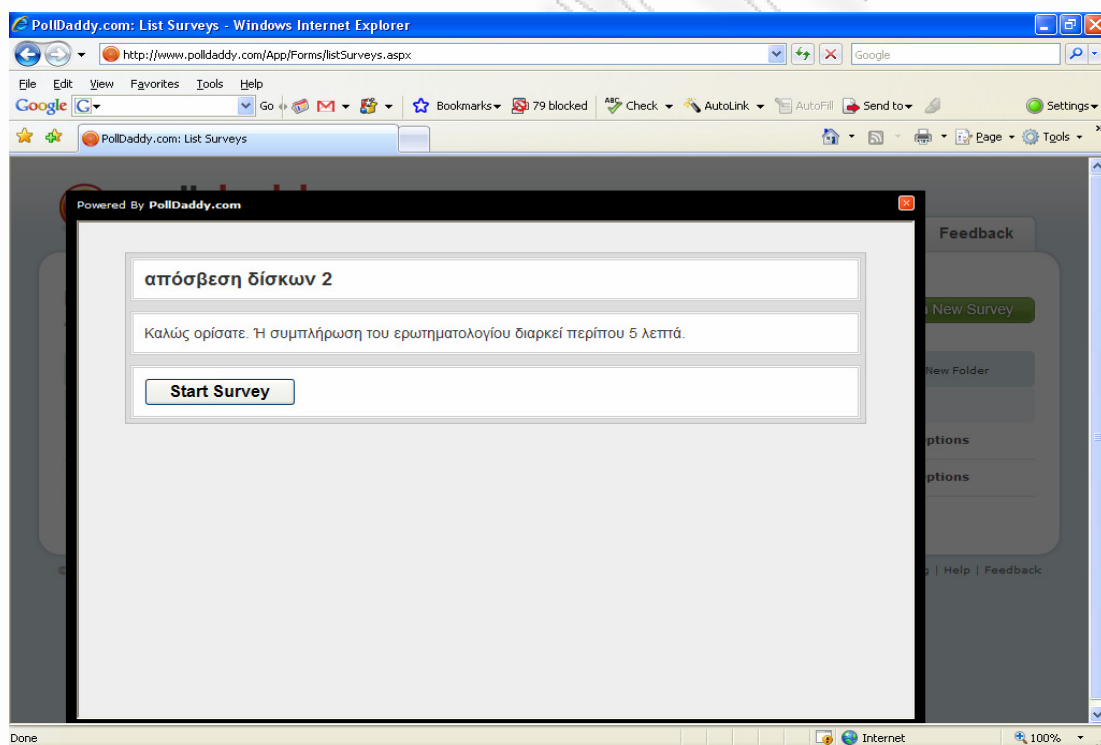 PollDaddy.com: List Surveys - Windows Internet Explorer
http://www.polldaddy.com/App/Forms/listSurveys.aspx
Google
File Edit View Favorites Tools Help
Google G Go Bookmarks 79 blocked Check AutoLink AutoFill Send to Settings
PollDaddy.com: List Surveys Page Tools
Powered By PollDaddy.com
Feedback
απόσβεση δίσκων 2
New Survey
Καλώς ορίσατε. Ή συμπλήρωση του ερωτηματολογίου διαρκεί περίπου 5 λεπτά.
New Folder
Start Survey
ptions
ptions
| Help | Feedback
Done Internet 100%